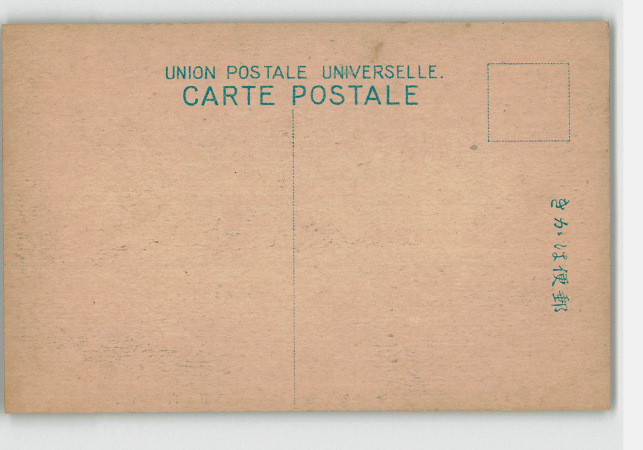 UNION POSTALE UNIVERSELLE.
CARTE POSTALE
郵便はかき